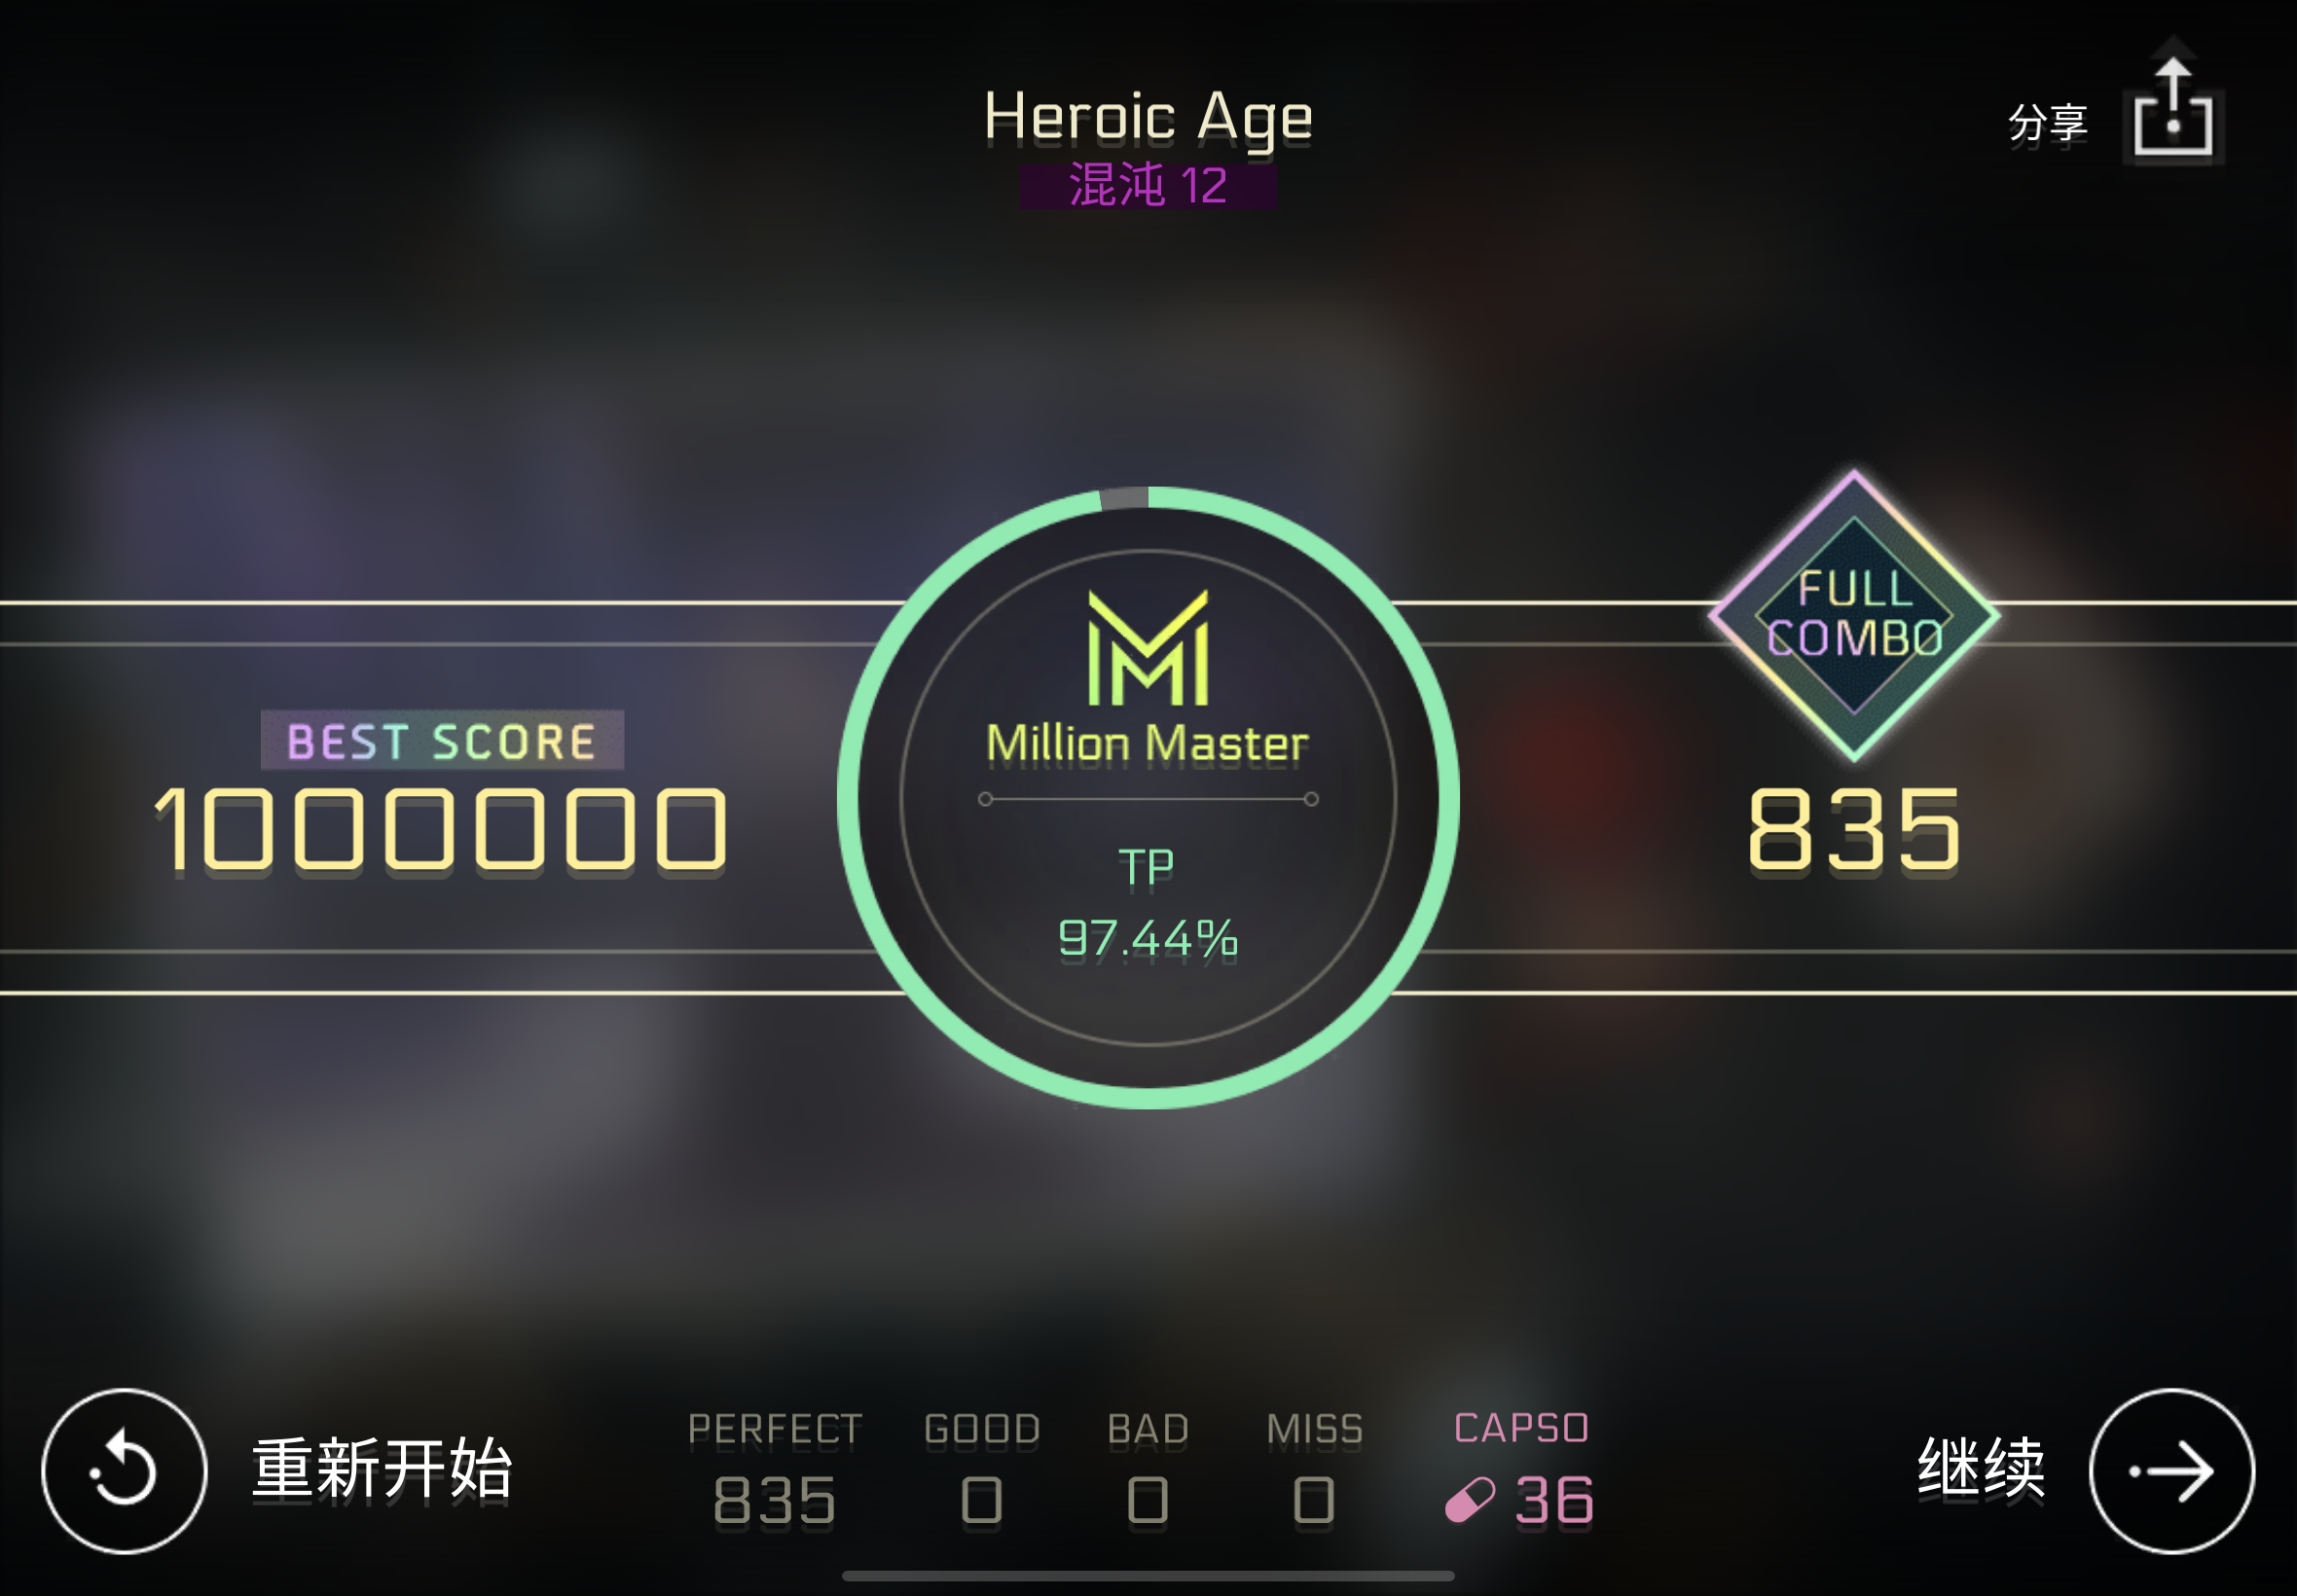 Heroic Age
混沌 12
分享
FULL
COMBO
BEST SCORE
1000000
Million Master
TP
97.44%
835
PERFECT GOOD BAD MISS CAPSO
835 0 0 0 36
重新开始
继续